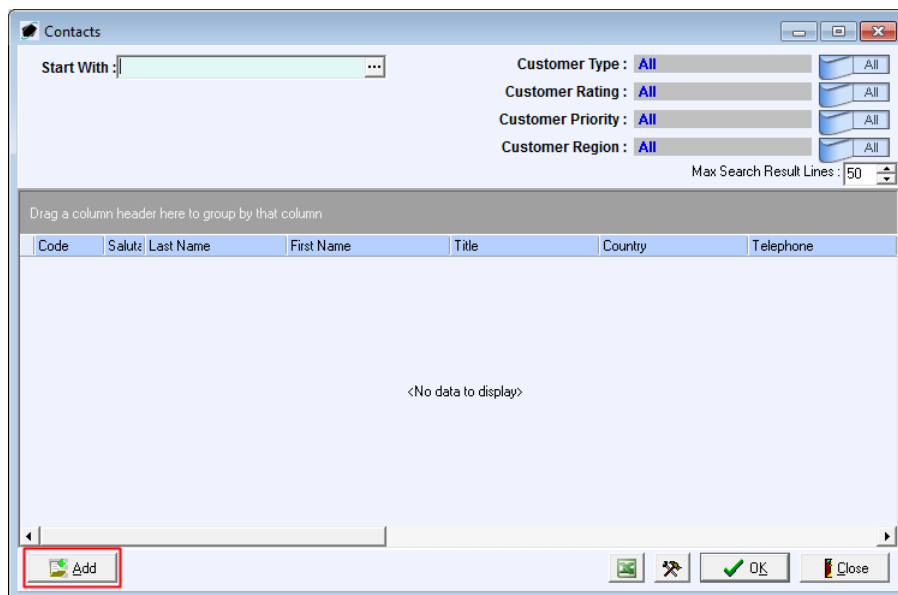 Contacts
Start With : ...
Customer Type : All All
Customer Rating : All All
Customer Priority : All All
Customer Region : All All
Max Search Result Lines : 50
Drag a column header here to group by that column
Code Saluta Last Name First Name Title Country Telephone
<No data to display>
Add OK Close